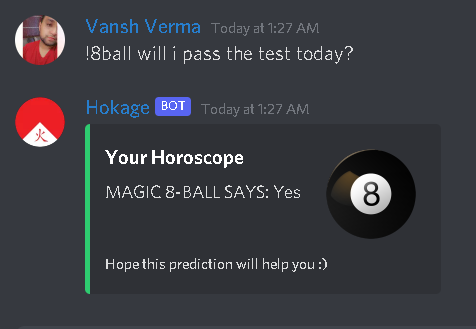 Vansh Verma Today at 1:27 AM
!8ball will i pass the test today?
火
Hokage BOT Today at 1:27 AM
Your Horoscope
MAGIC 8-BALL SAYS: Yes
8
Hope this prediction will help you :)